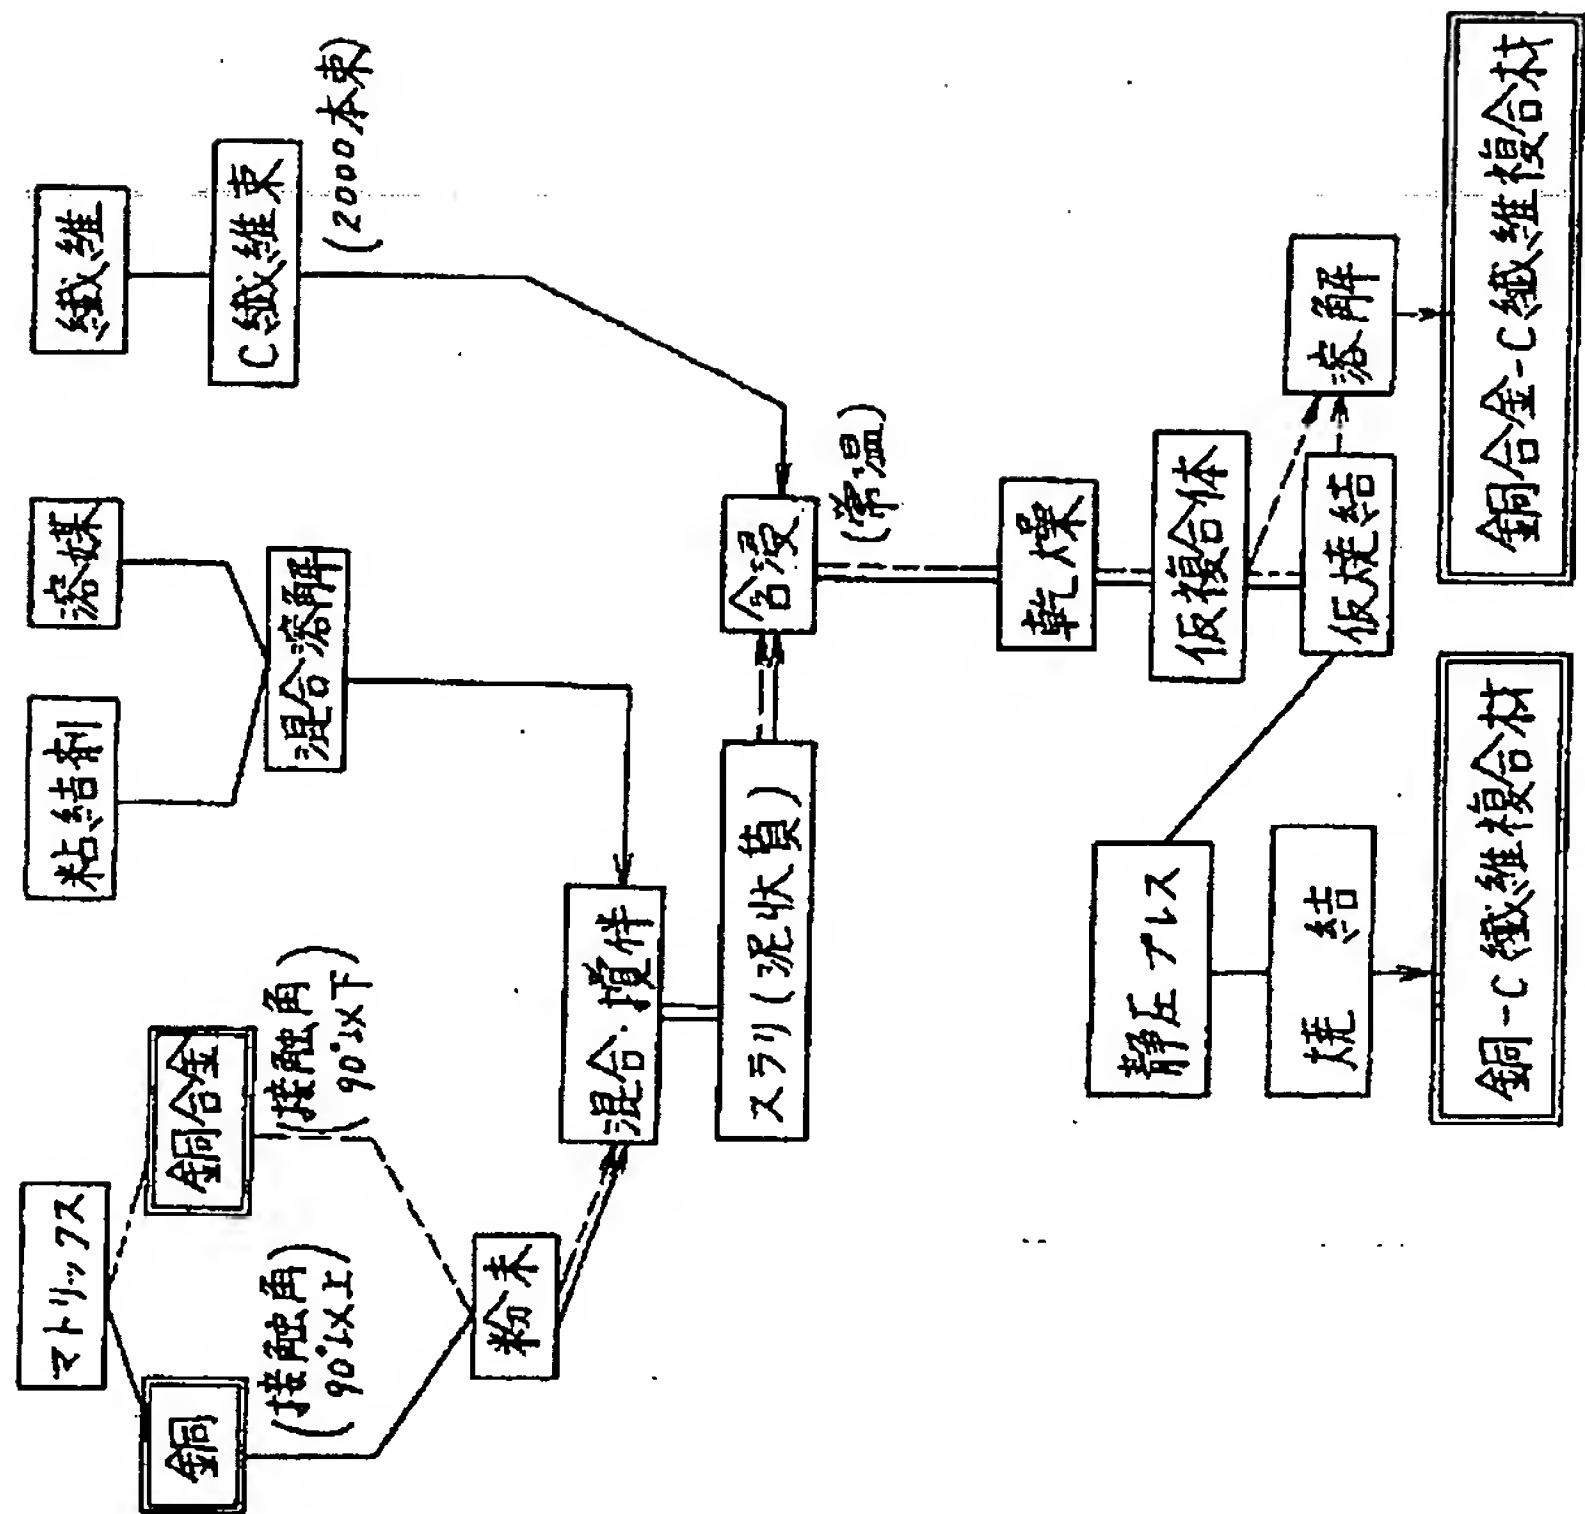 マトリックス
銅
銅合金
(接触角
90°以上)
(接触角
90°以下)
粉末
粘結剤
溶媒
混合溶解
混合・攪伴
スラリ(泥状質)
繊維
C繊維束
(2000本束)
含浸
(常温)
乾燥
仮複合体
仮焼結
溶解
静圧プレス
焼結
銅-C繊維複合材
銅合金-C繊維複合材